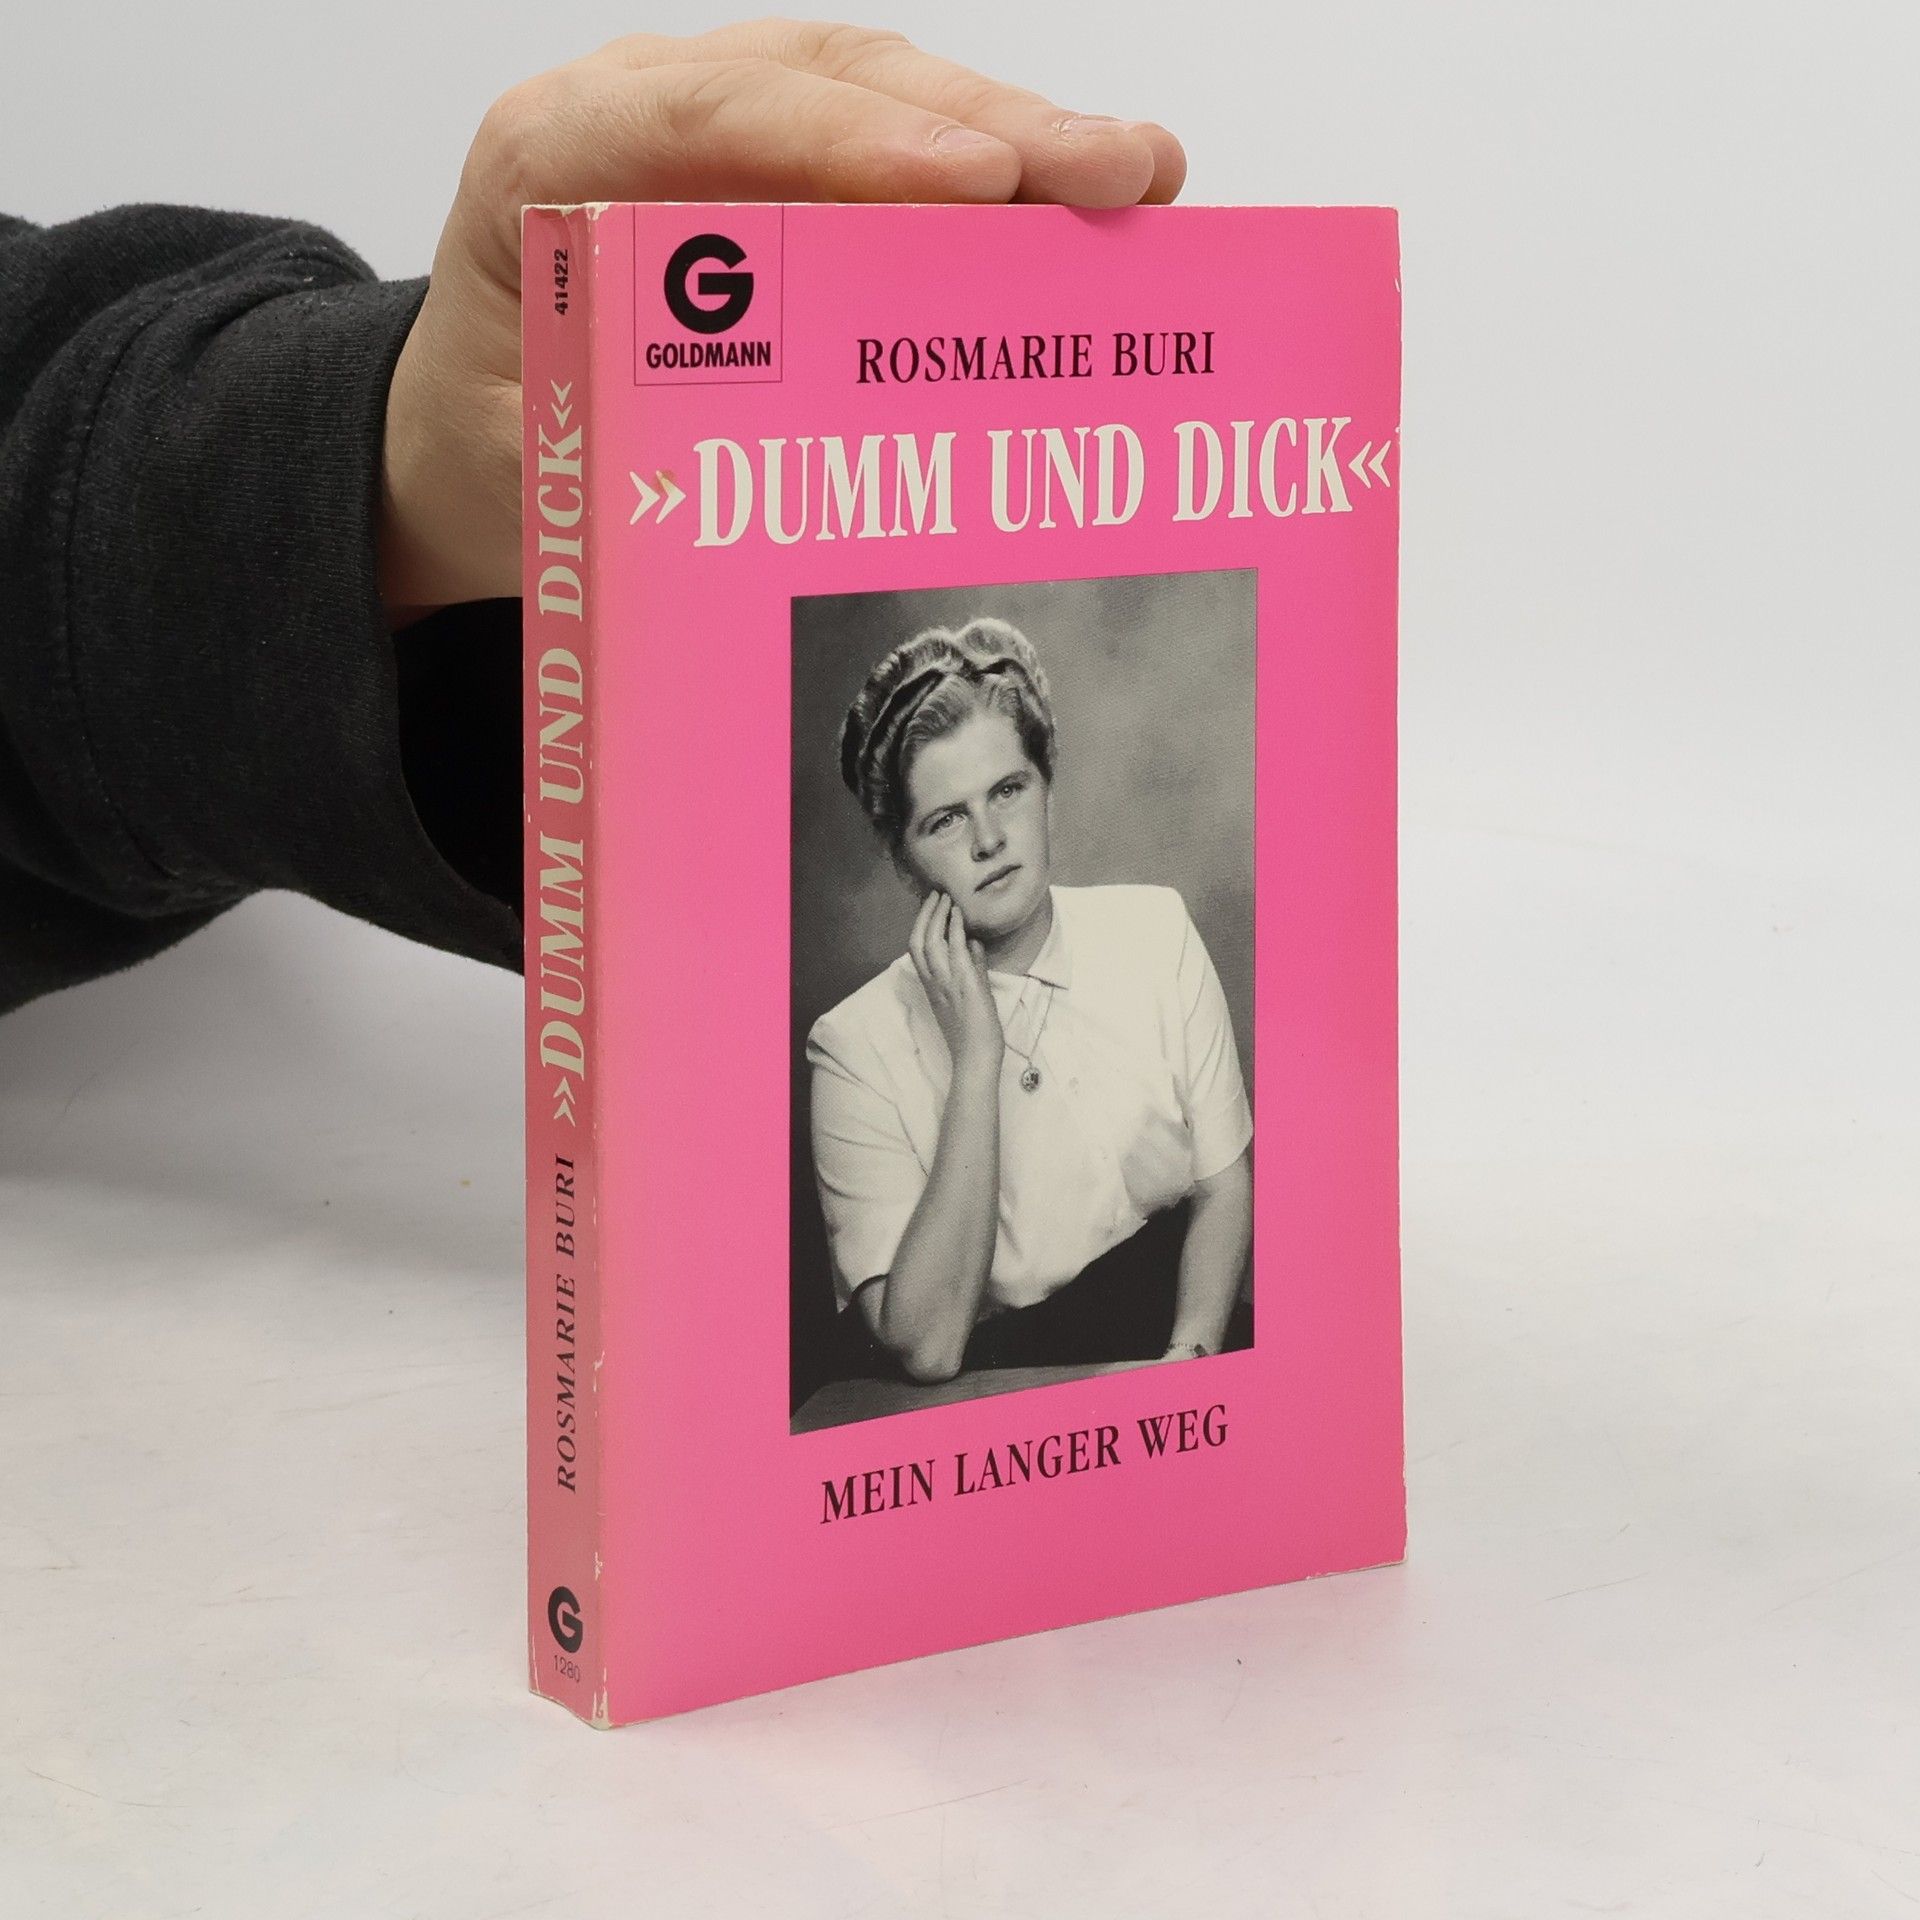 G
GOLDMANN
ROSMARIE BURI
»DUMM UND DICK«
MEIN LANGER WEG
ROSMARIE BURI »DUMM UND DICK« 41422
G
1280